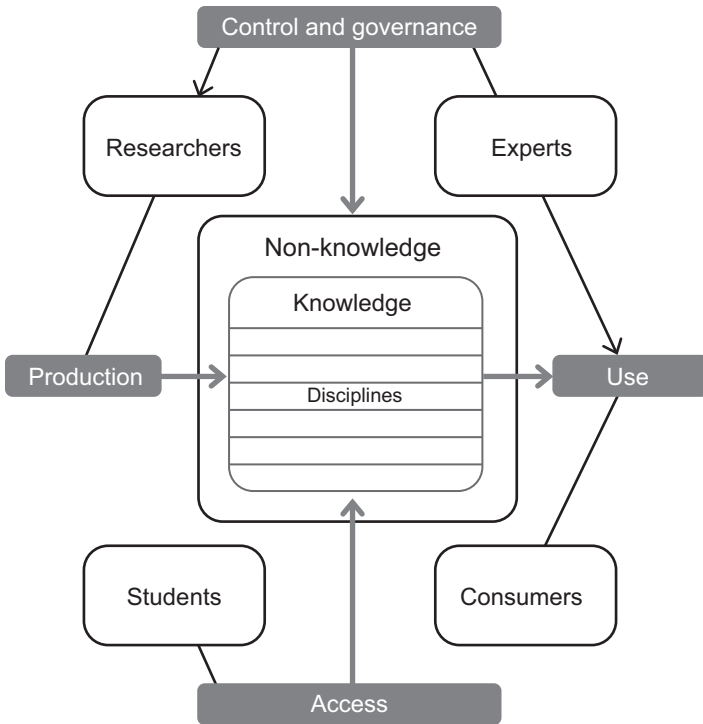 Control and governance
Researchers
Experts
Non-knowledge
Knowledge
Production
Disciplines
Use
Students
Consumers
Access